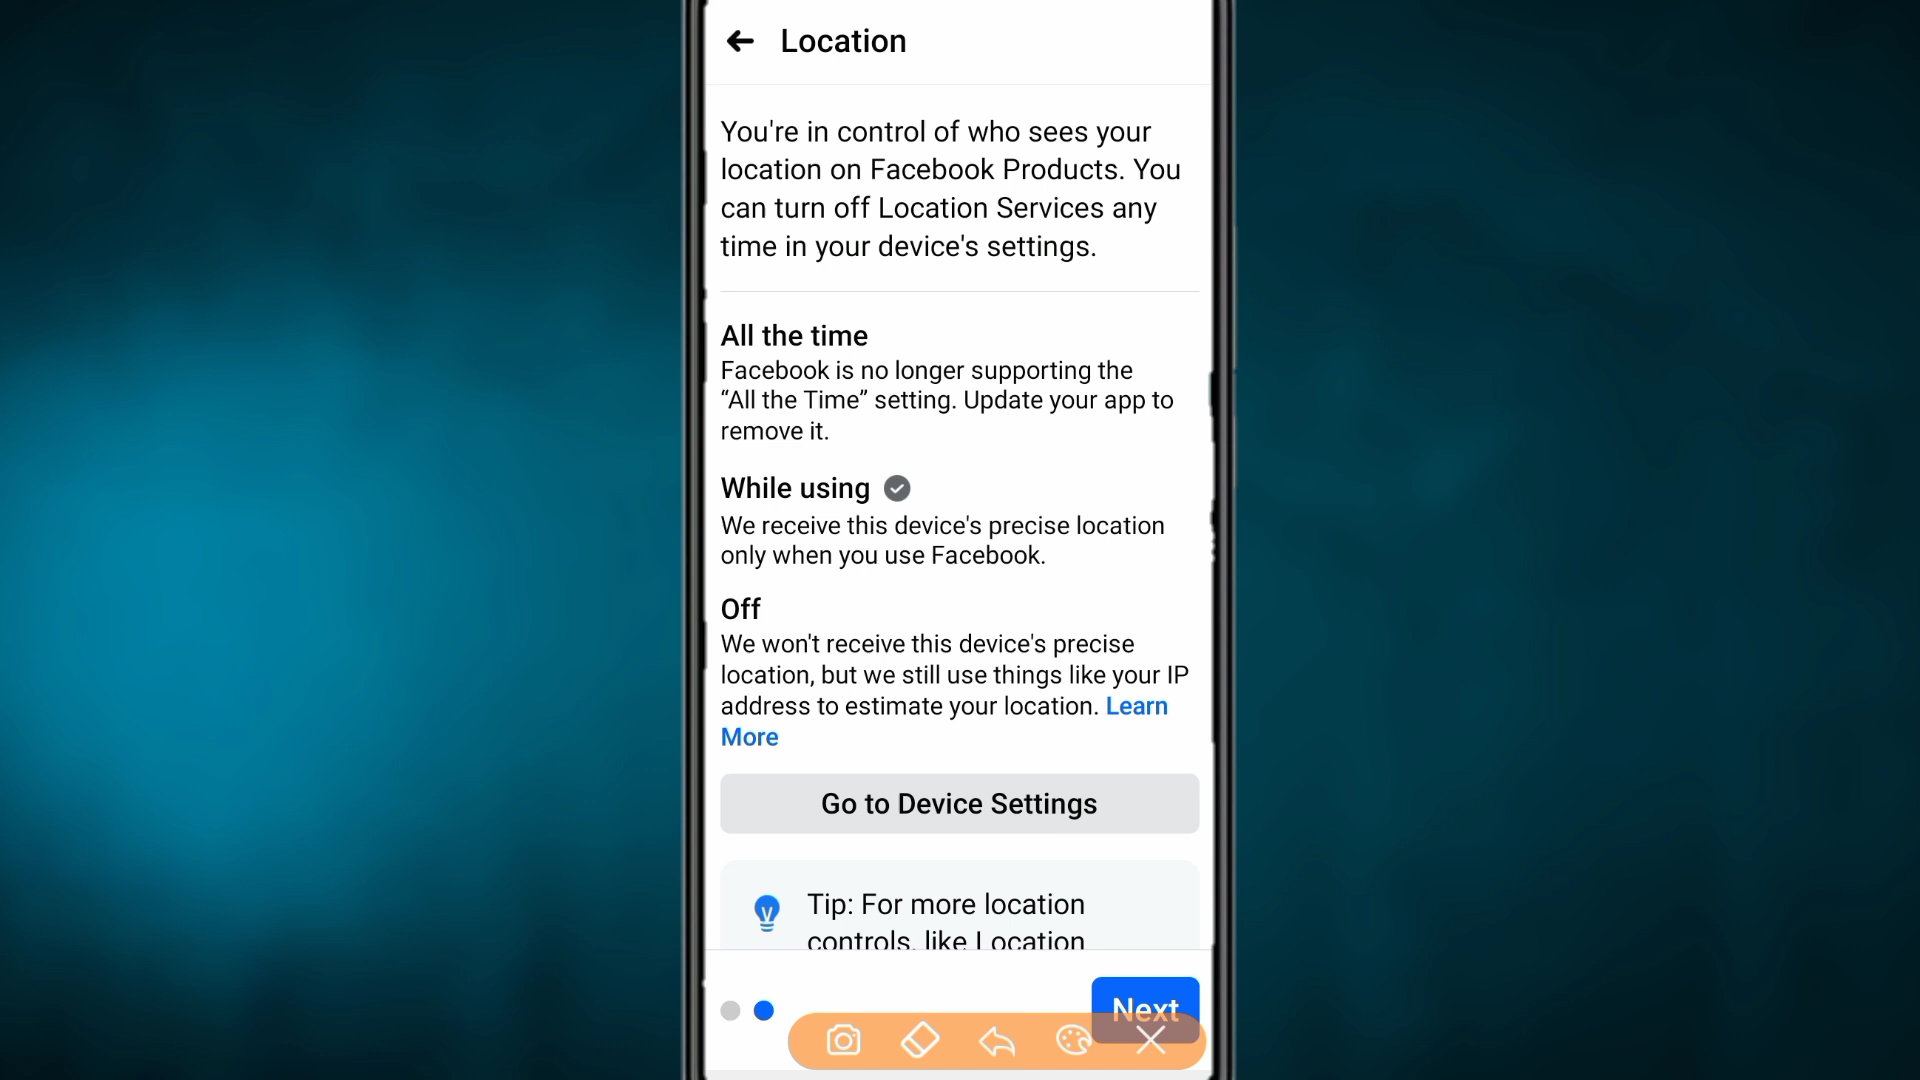 Location
You're in control of who sees your
location on Facebook Products. You
can turn off Location Services any
time in your device's settings.
All the time
Facebook is no longer supporting the
“All the Time” setting. Update your app to
remove it.
While using
We receive this device's precise location
only when you use Facebook.
Off
We won't receive this device's precise
location, but we still use things like your IP
address to estimate your location. Learn
More
Go to Device Settings
Tip: For more location
controls, like Location
Next